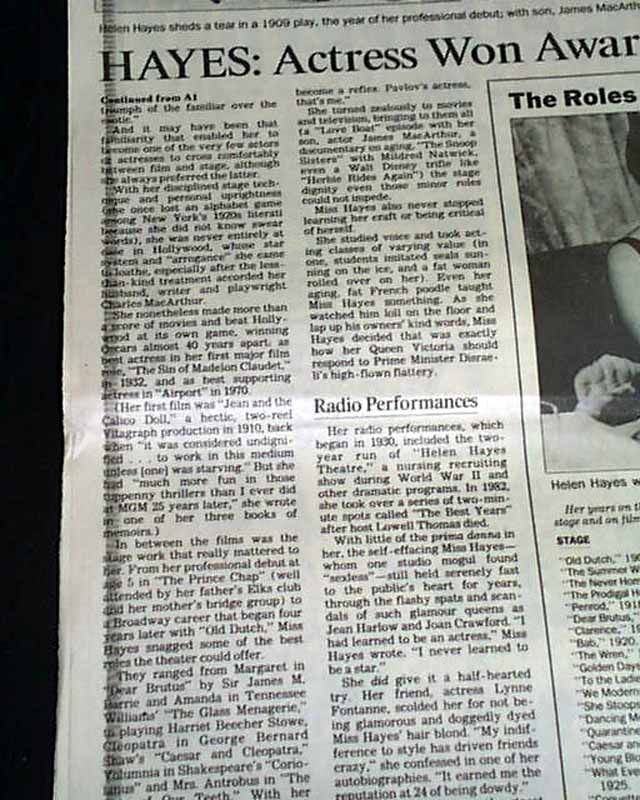 Helen Hayes sheds a tear in a 1909 play, the year of her professional debut; with son, James MacArth
HAYES: Actress Won Awar
Continued from A1
triumph of the familiar over the
exotic."
And it may have been that
familiarity that enabled her to
become one of the very few actors
or actresses to cross comfortably
between film and stage, although
she always preferred the latter.
With her disciplined stage tech-
nique and personal uprightness
(she once lost an alphabet game
among New York's 1920s literati
because she did not know swear
words), she was never entirely at
ease in Hollywood, whose star
system and "arrogance" she came
to loathe, especially after the less-
than-kind treatment accorded her
husband, writer and playwright
Charles MacArthur.
She nonetheless made more than
a score of movies and beat Holly-
wood at its own game, winning
Oscars almost 40 years apart, as
best actress in her first major film
role, "The Sin of Madelon Claudet,"
in 1932, and as best supporting
actress in "Airport" in 1970.
(Her first film was "Jean and the
Calico Doll," a hectic, two-reel
Vitagraph production in 1910, back
when "it was considered undigni-
fied . . . to work in this medium
unless [one] was starving." But she
had "much more fun in those
tuppenny thrillers than I ever did
at MGM 25 years later," she wrote
in one of her three books of
memoirs.)
In between the films was the
stage work that really mattered to
her. From her professional debut at
age 5 in "The Prince Chap" (well
attended by her father's Elks club
and her mother's bridge group) to
a Broadway career that began four
years later with "Old Dutch," Miss
Hayes snagged some of the best
roles the theater could offer.
They ranged from Margaret in
"Dear Brutus" by Sir James M.
Barrie and Amanda in Tennessee
Williams' "The Glass Menagerie,"
to playing Harriet Beecher Stowe,
Cleopatra in George Bernard
Shaw's "Caesar and Cleopatra,"
Volumnia in Shakespeare's "Corio-
lanus" and Mrs. Antrobus in "The
of Our Teeth." With her
become a reflex. Pavlov's actress,
that's me."
She turned zealously to movies
and television, bringing to them all
(a "Love Boat" episode with her
son, actor James MacArthur, a
documentary on aging, "The Snoop
Sisters" with Mildred Natwick,
even a Walt Disney trifle like
"Herbie Rides Again") the stage
dignity even those minor roles
could not impede.
Miss Hayes also never stopped
learning her craft or being critical
of herself.
She studied voice and took act-
ing classes of varying value (in
one, students imitated seals sun-
ning on the ice, and a fat woman
rolled over on her). Even her
aging, fat French poodle taught
Miss Hayes something. As she
watched him loll on the floor and
lap up his owners' kind words, Miss
Hayes decided that was exactly
how her Queen Victoria should
respond to Prime Minister Disrae-
li's high-flown flattery.
Radio Performances
Her radio performances, which
began in 1930, included the two-
year run of "Helen Hayes
Theatre," a nursing recruiting
show during World War II and
other dramatic programs. In 1982,
she took over a series of two-min-
ute spots called "The Best Years"
after host Lowell Thomas died.
With little of the prima donna in
her, the self-effacing Miss Hayes—
whom one studio mogul found
"sexless"—still held serenely fast
to the public's heart for years,
through the flashy spats and scan-
dals of such glamour queens as
Jean Harlow and Joan Crawford. "I
had learned to be an actress," Miss
Hayes wrote. "I never learned to
be a star."
She did give it a half-hearted
try. Her friend, actress Lynne
Fontanne, scolded her for not be-
ing glamorous and doggedly dyed
Miss Hayes' hair blond. "My indif-
ference to style has driven friends
crazy," she confessed in one of her
autobiographies. "It earned me the
reputation at 24 of being dowdy."
The Roles
Helen Hayes w
Her years on t
stage and on film
STAGE
"Old Dutch," 190
"The Summer W
"The Never Hom
"The Prodigal H
"Penrod," 191
"Dear Brutus,"
"Clarence," 19
"Bab," 1920.
"The Wren,"
"Golden Days
"To the Ladie
"We Modern
"She Stoops
"Dancing M
"Quarantine
"Caesar an
"Young Blo
"What Eve
1925.
"Coquette